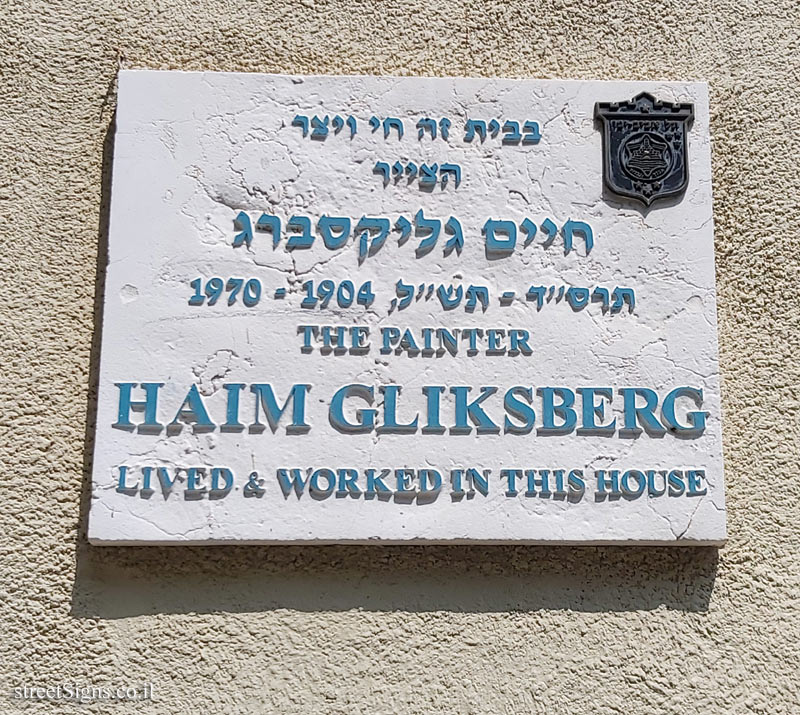 בבית זה חי ויצר
הצייר
חיים גליקסברג
תרס"ד - תש"ל, 1904 - 1970
THE PAINTER
HAIM GLIKSBERG
LIVED & WORKED IN THIS HOUSE
streetSigns.co.il